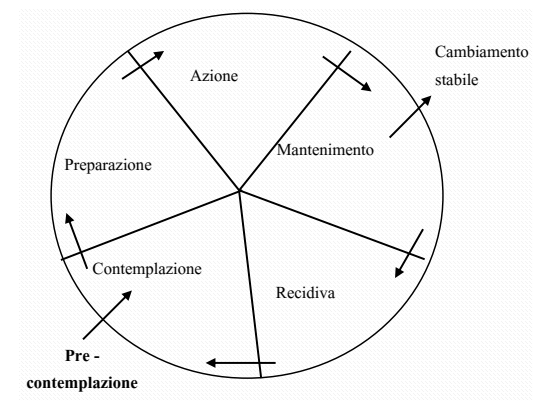 Azione
Cambiamento
stabile
Preparazione
Mantenimento
Contemplazione
Recidiva
Pre -
contemplazione